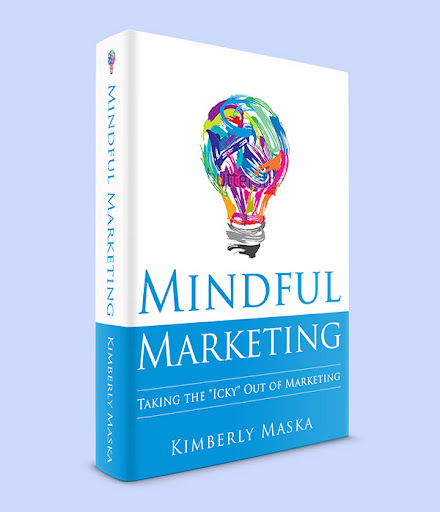 MINDFUL MARKETING
KIMBERLY MASKA
MINDFUL
MARKETING
TAKING THE "ICKY" OUT OF MARKETING
KIMBERLY MASKA